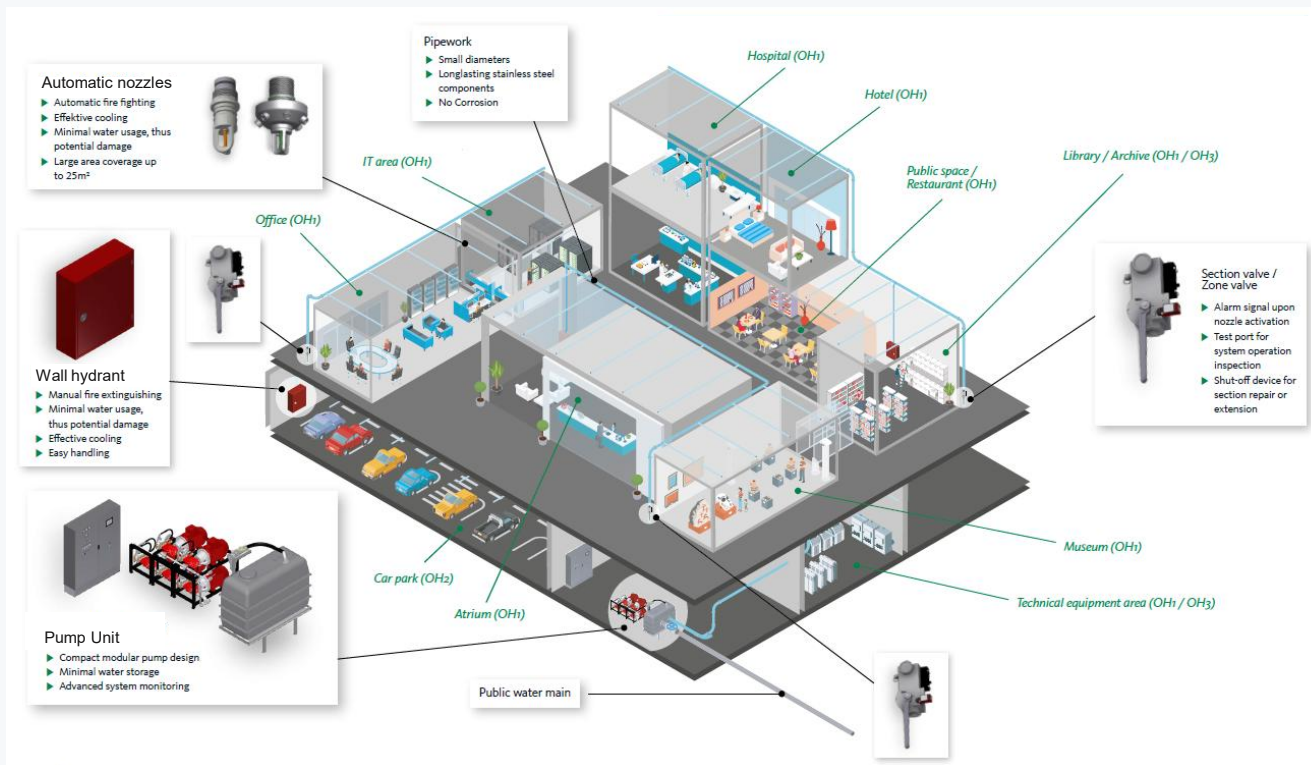 Pipework
Small diameters
Longlasting stainless steel
components
No Corrosion
Hospital (OH1)
Hotel (OH1)
Automatic nozzles
Automatic fire fighting
Effektive cooling
Minimal water usage, thus
potential damage
Large area coverage up
to 25m²
IT area (OH1)
Public space /
Restaurant (OH1)
Library / Archive (OH1 / OH3)
Office (OH1)
Wall hydrant
Manual fire extinguishing
Minimal water usage,
thus potential damage
Effective cooling
Easy handling
Section valve /
Zone valve
Alarm signal upon
nozzle activation
Test port for
system operation
inspection
Shut-off device for
section repair or
extension
Pump Unit
Compact modular pump design
Minimal water storage
Advanced system monitoring
Car park (OH2)
Atrium (OH1)
Museum (OH1)
Technical equipment area (OH1 / OH3)
Public water main